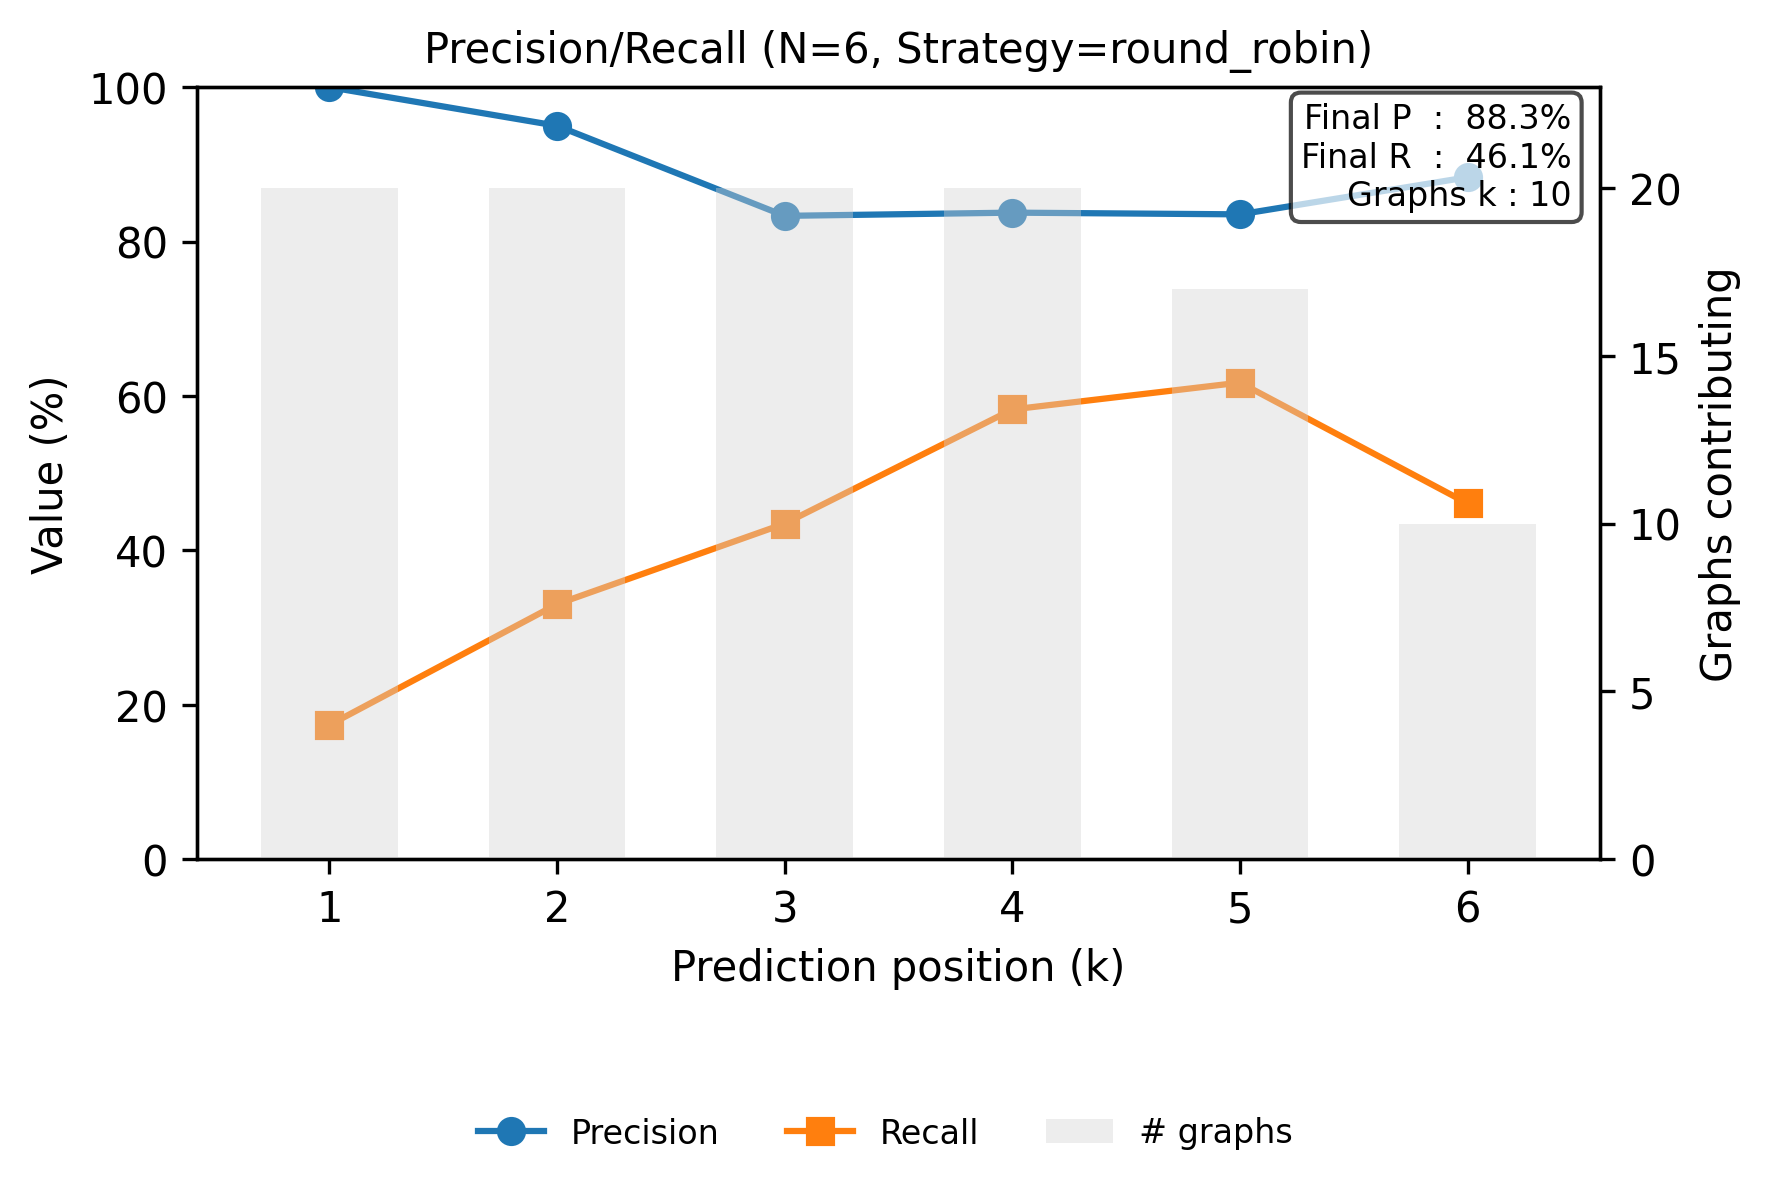 Precision/Recall (N=6, Strategy=round_robin)
Final P : 88.3%
Final R : 46.1%
Graphs k : 10
Value (%)
100
80
60
40
20
0
Graphs contributing
20
15
10
5
0
1 2 3 4 5 6
Prediction position (k)
Precision Recall # graphs